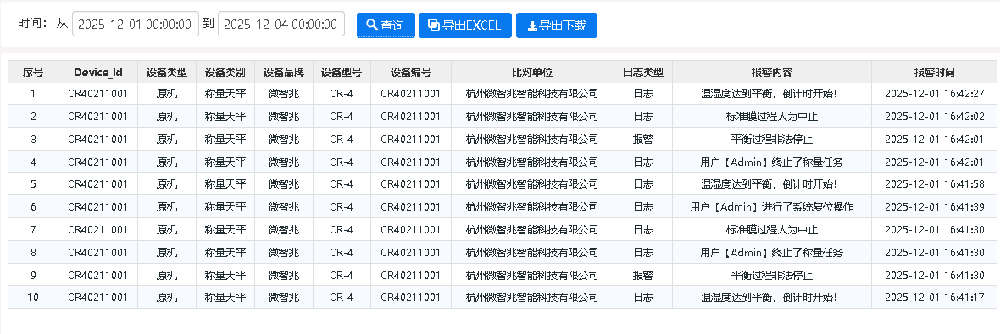 时间： 从 2025-12-01 00:00:00 到 2025-12-04 00:00:00 查询 导出EXCEL 导出下载
序号 Device_Id 设备类型 设备类别 设备品牌 设备型号 设备编号 比对单位 日志类型 报警内容 报警时间
1 CR40211001 原机 称量天平 微智兆 CR-4 CR40211001 杭州微智兆智能科技有限公司 日志 温湿度达到平衡，倒计时开始! 2025-12-01 16:42:27
2 CR40211001 原机 称量天平 微智兆 CR-4 CR40211001 杭州微智兆智能科技有限公司 日志 标准膜过程人为中止 2025-12-01 16:42:02
3 CR40211001 原机 称量天平 微智兆 CR-4 CR40211001 杭州微智兆智能科技有限公司 报警 平衡过程非法停止 2025-12-01 16:42:01
4 CR40211001 原机 称量天平 微智兆 CR-4 CR40211001 杭州微智兆智能科技有限公司 日志 用户【Admin】终止了称量任务 2025-12-01 16:42:01
5 CR40211001 原机 称量天平 微智兆 CR-4 CR40211001 杭州微智兆智能科技有限公司 日志 温湿度达到平衡，倒计时开始! 2025-12-01 16:41:58
6 CR40211001 原机 称量天平 微智兆 CR-4 CR40211001 杭州微智兆智能科技有限公司 日志 用户【Admin】进行了系统复位操作 2025-12-01 16:41:39
7 CR40211001 原机 称量天平 微智兆 CR-4 CR40211001 杭州微智兆智能科技有限公司 日志 标准膜过程人为中止 2025-12-01 16:41:30
8 CR40211001 原机 称量天平 微智兆 CR-4 CR40211001 杭州微智兆智能科技有限公司 日志 用户【Admin】终止了称量任务 2025-12-01 16:41:30
9 CR40211001 原机 称量天平 微智兆 CR-4 CR40211001 杭州微智兆智能科技有限公司 报警 平衡过程非法停止 2025-12-01 16:41:30
10 CR40211001 原机 称量天平 微智兆 CR-4 CR40211001 杭州微智兆智能科技有限公司 日志 温湿度达到平衡，倒计时开始! 2025-12-01 16:41:17